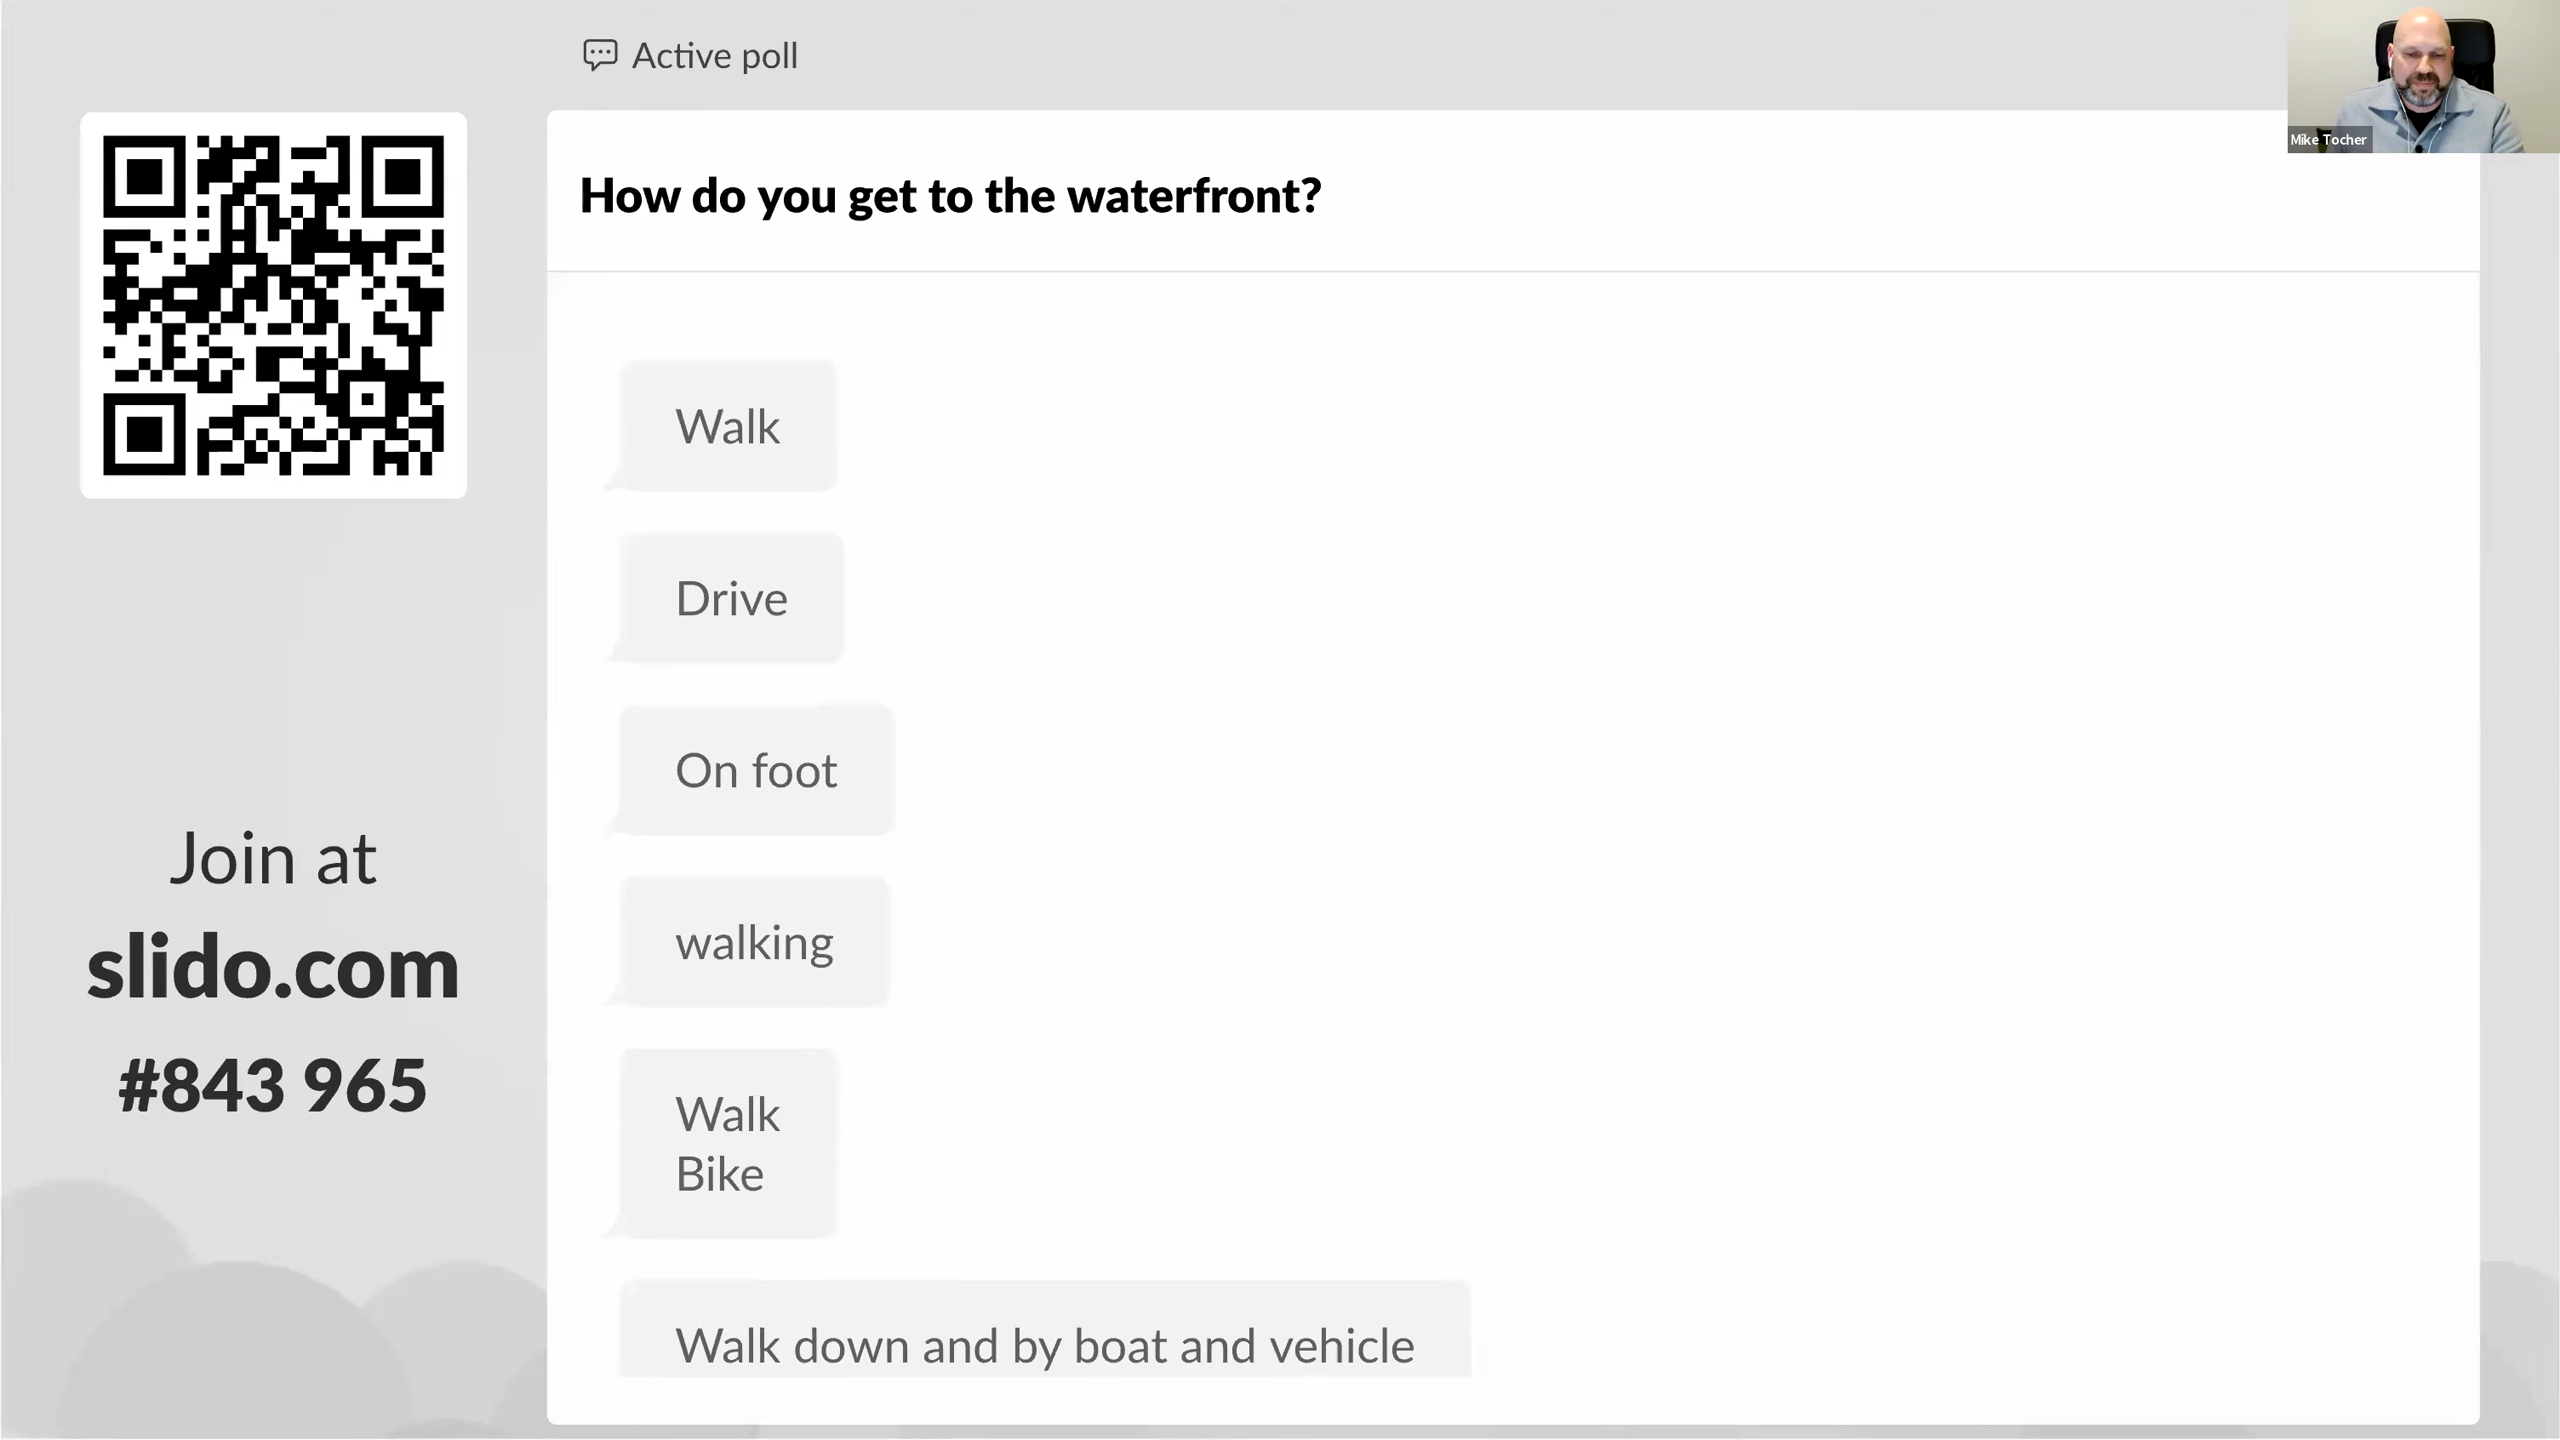 Active poll
Mike Tocher
How do you get to the waterfront?
Walk
Drive
On foot
walking
Walk
Bike
Walk down and by boat and vehicle
Join at
slido.com
#843 965